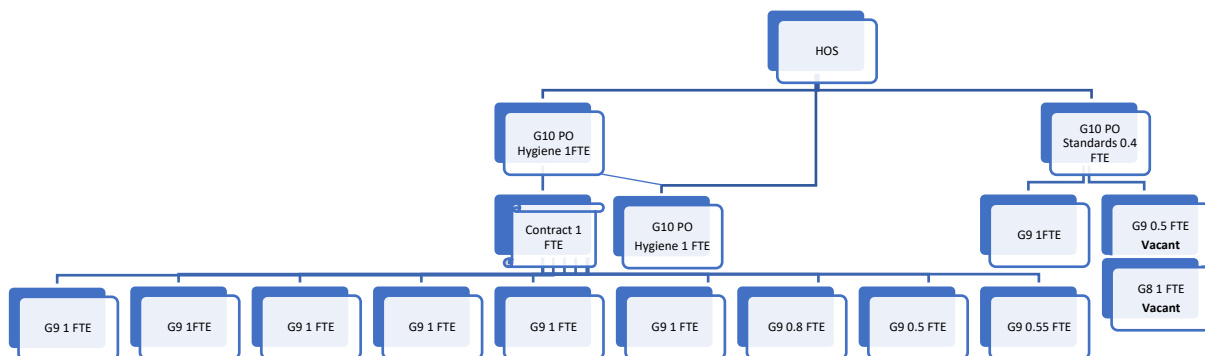 HOS
G10 PO
Hygiene 1FTE
G10 PO
Standards 0.4
FTE
Contract 1
FTE
G10 PO
Hygiene 1 FTE
G9 1FTE
G9 0.5 FTE
Vacant
G8 1 FTE
Vacant
G9 1 FTE
G9 1FTE
G9 1 FTE
G9 1 FTE
G9 1 FTE
G9 1 FTE
G9 0.8 FTE
G9 0.5 FTE
G9 0.55 FTE